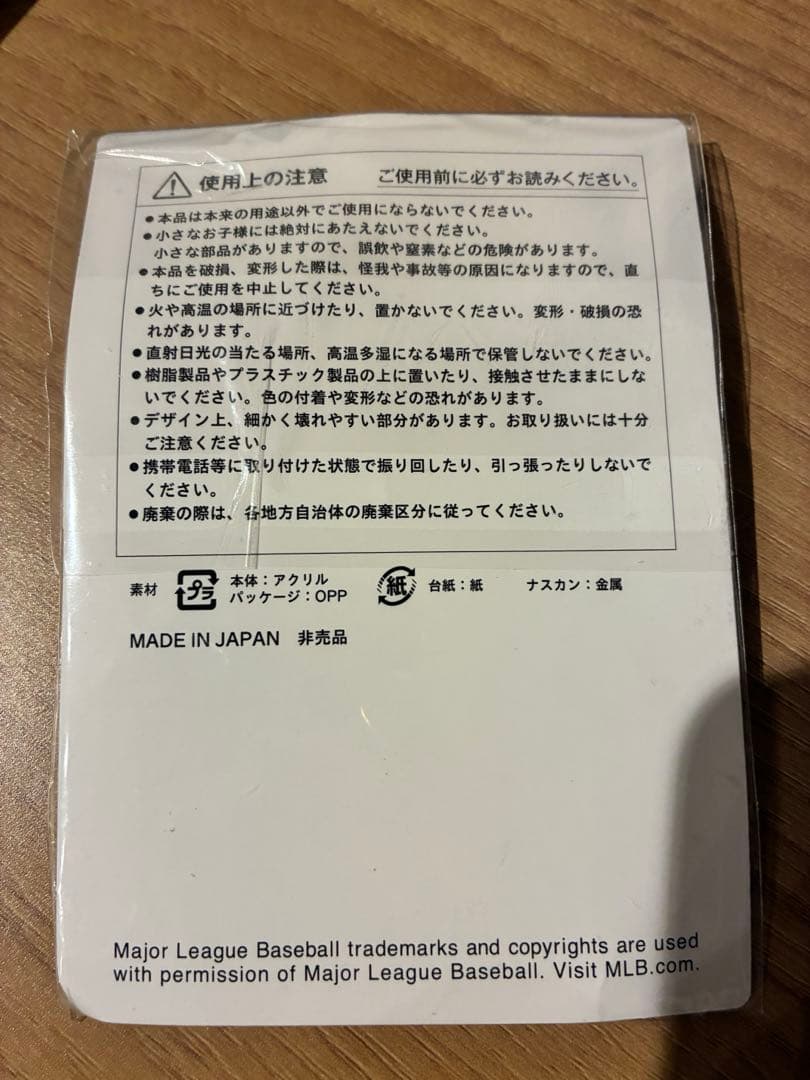 使用上の注意 ご使用前に必ずお読みください。
●本品は本来の用途以外でご使用にならないでください。
●小さなお子様には絶対にあたえないでください。
小さな部品がありますので、誤飲や窒素などの危険があります。
●本品を破損、変形した際は、怪我や事故等の原因になりますので、直
ちにご使用を中止してください。
●火や高温の場所に近づけたり、置かないでください。変形・破損の恐
れがあります。
●直射日光の当たる場所、高温多湿になる場所で保管しないでください。
●樹脂製品やプラスチック製品の上に置いたり、接触させたままにしな
いでください。色の付着や変形などの恐れがあります。
●デザイン上、細かく壊れやすい部分があります。お取り扱いには十分
ご注意ください。
●携帯電話等に取り付けた状態で振り回したり、引っ張ったりしないで
ください。
●廃棄の際は、各地方自治体の廃棄区分に従ってください。
素材 プラ 本体：アクリル 紙 台紙：紙 ナスカン：金属
パッケージ：OPP
MADE IN JAPAN 非売品
Major League Baseball trademarks and copyrights are used
with permission of Major League Baseball. Visit MLB.com.